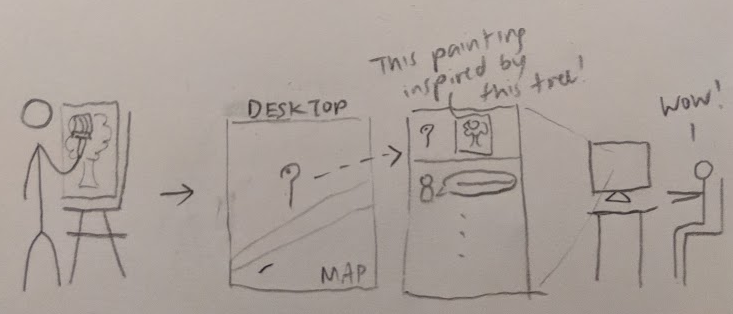 This painting
inspired by
this tree!
DESKTOP
?
?
MAP
Wow!